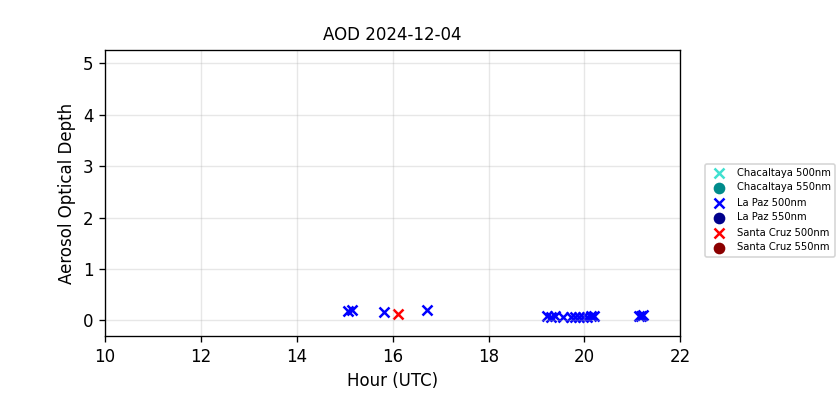 AOD 2024-12-04
Aerosol Optical Depth
5
4
3
2
1
0
10 12 14 16 18 20 22
Hour (UTC)
Chacaltaya 500nm
Chacaltaya 550nm
La Paz 500nm
La Paz 550nm
Santa Cruz 500nm
Santa Cruz 550nm